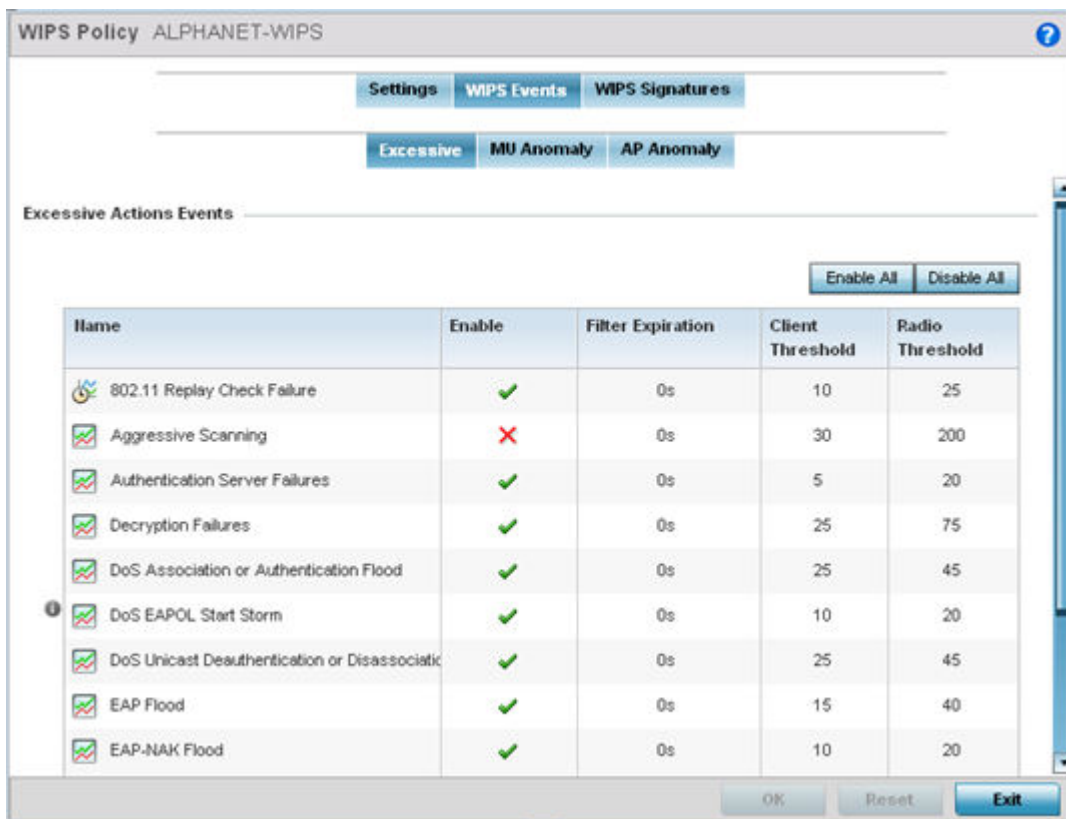 WIPS Policy ALPHANET-WIPS ?
Settings WIPS Events WIPS Signatures
Excessive MU Anomaly AP Anomaly
Excessive Actions Events
Enable All Disable All
Name Enable Filter Expiration Client Threshold Radio Threshold
802.11 Replay Check Failure 0s 10 25
Aggressive Scanning 0s 30 200
Authentication Server Failures 0s 5 20
Decryption Failures 0s 25 75
DoS Association or Authentication Flood 0s 25 45
DoS EAPOL Start Storm 0s 10 20
DoS Unicast Deauthentication or Disassociatic 0s 25 45
EAP Flood 0s 15 40
EAP-NAK Flood 0s 10 20
OK Reset Exit